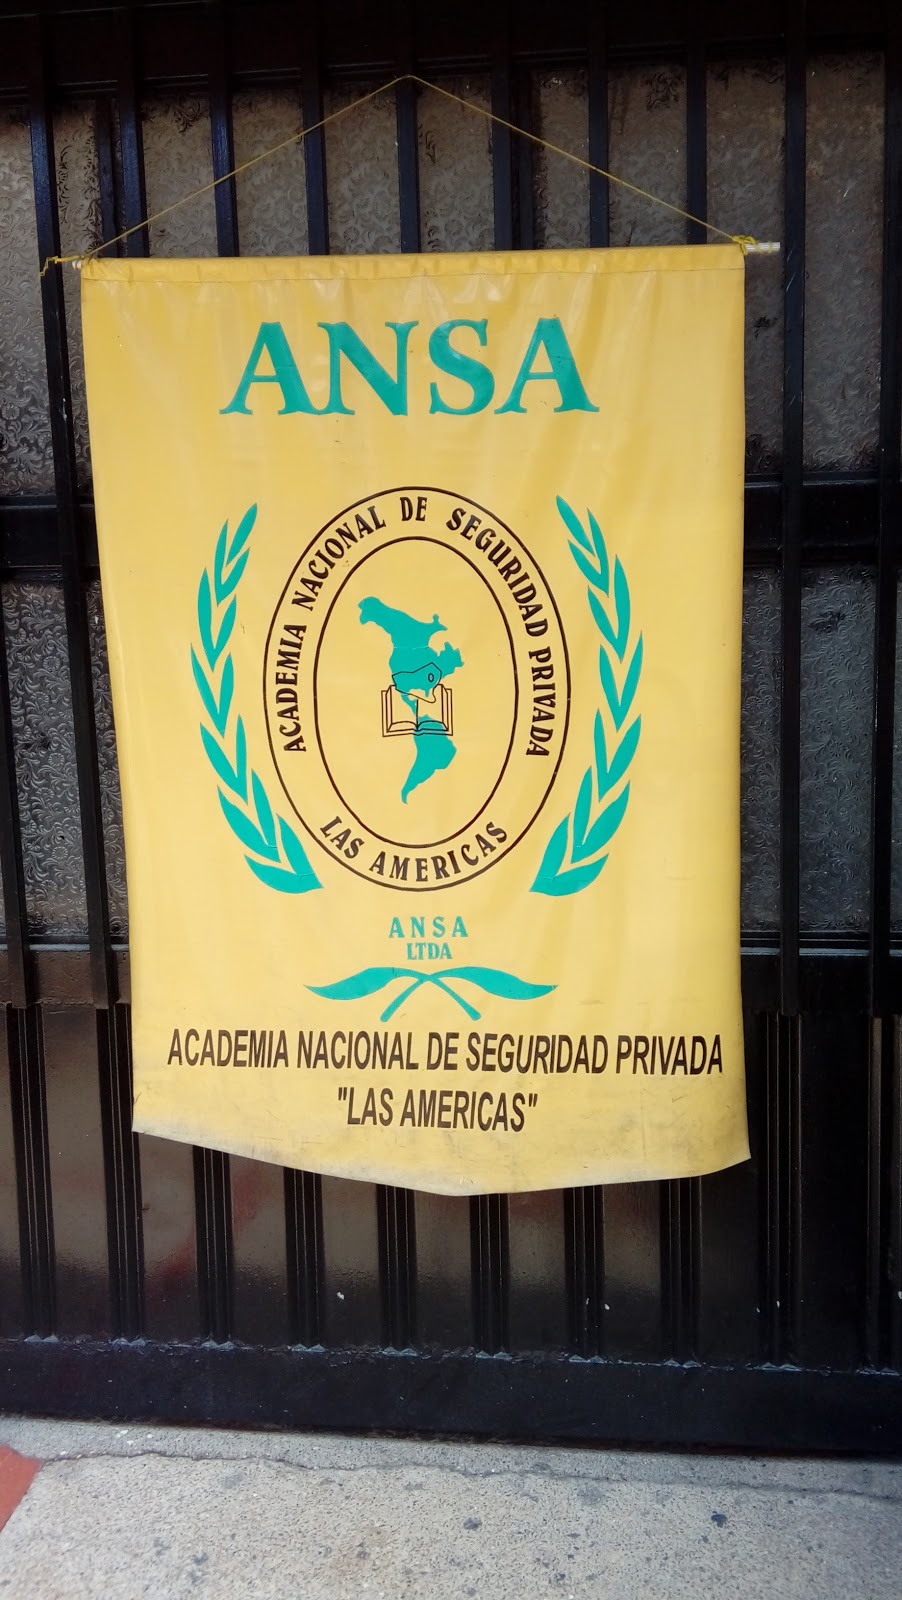 ANSA
ACADEMIA NACIONAL DE SEGURIDAD PRIVADA
LAS AMERICAS
ANSA
LTDA
ACADEMIA NACIONAL DE SEGURIDAD PRIVADA
"LAS AMERICAS"